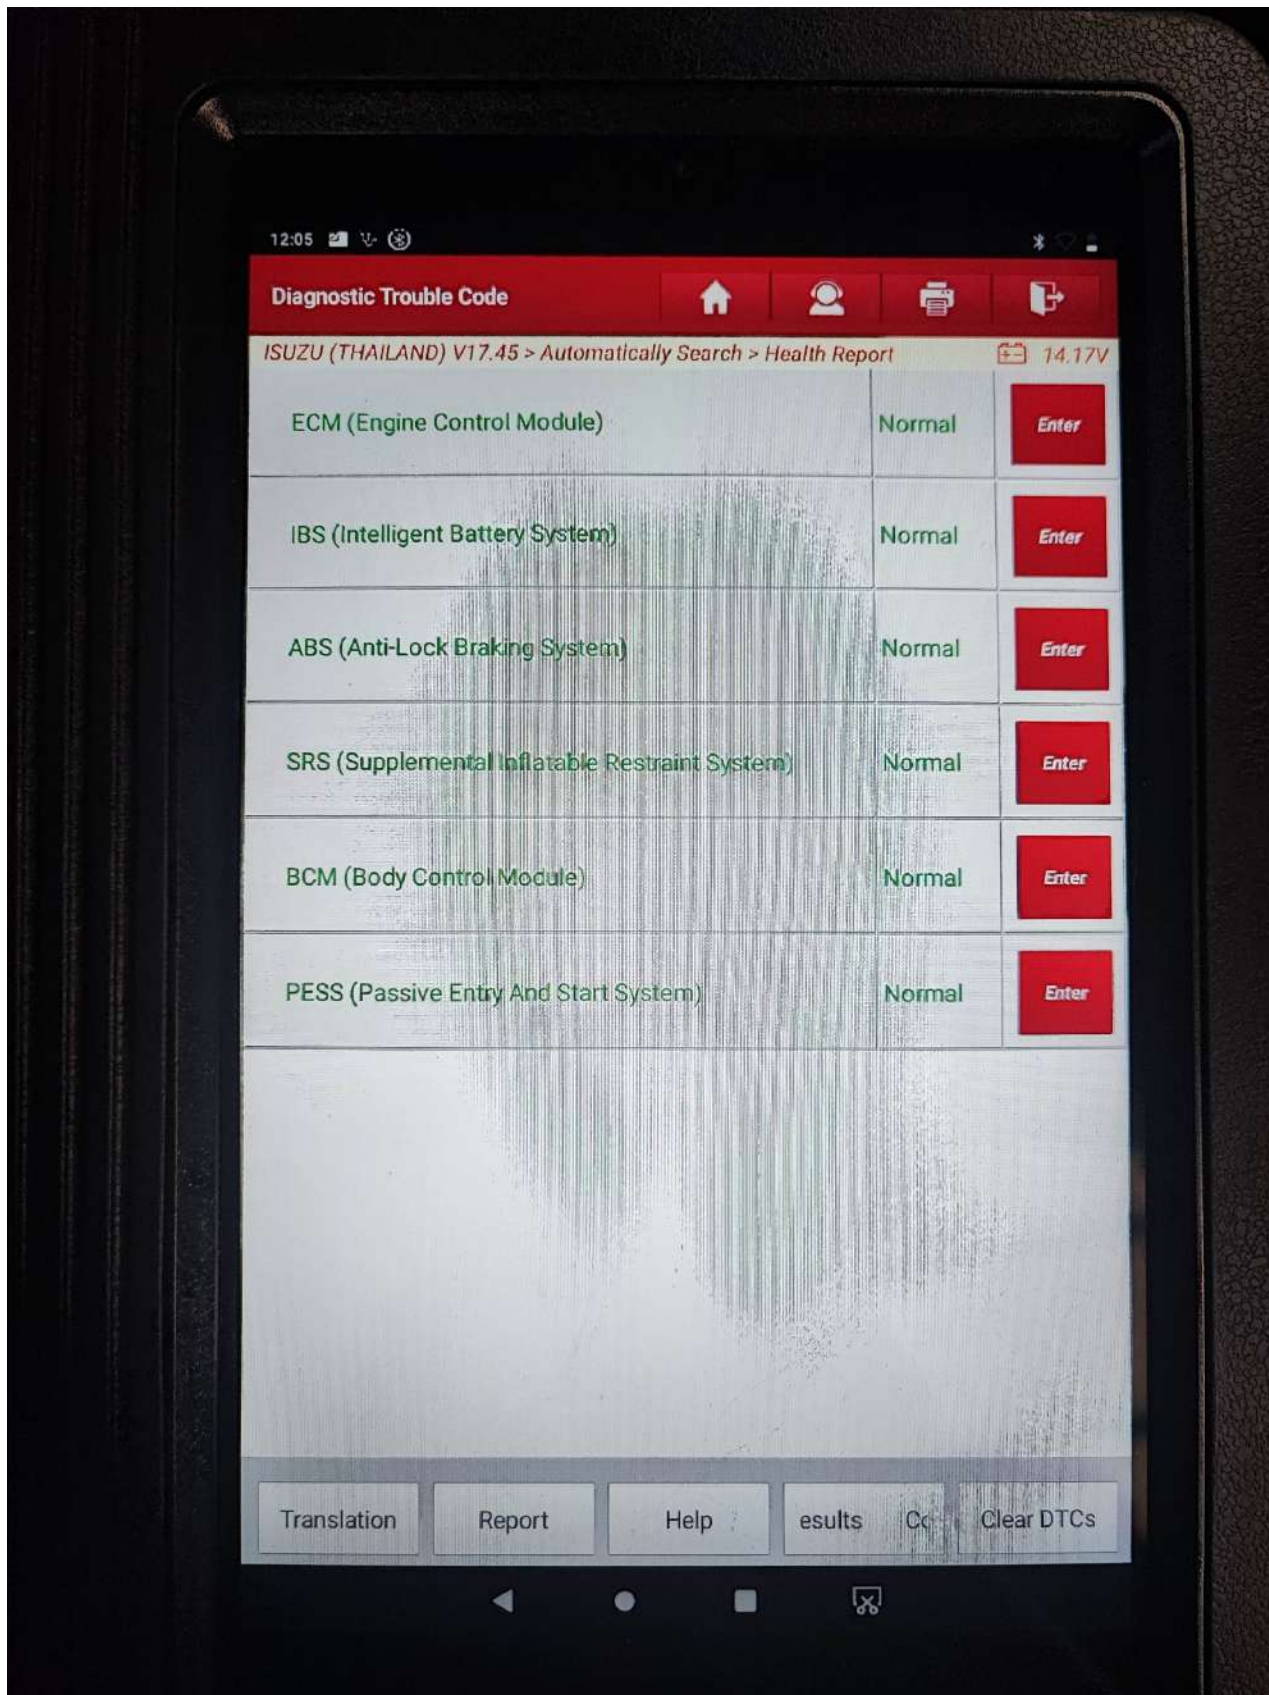 12:05
Diagnostic Trouble Code
ISUZU (THAILAND) V17.45 > Automatically Search > Health Report 14.17V
ECM (Engine Control Module) Normal Enter
IBS (Intelligent Battery System) Normal Enter
ABS (Anti-Lock Braking System) Normal Enter
SRS (Supplemental Inflatable Restraint System) Normal Enter
BCM (Body Control Module) Normal Enter
PESS (Passive Entry And Start System) Normal Enter
Translation Report Help esults Co Clear DTCs